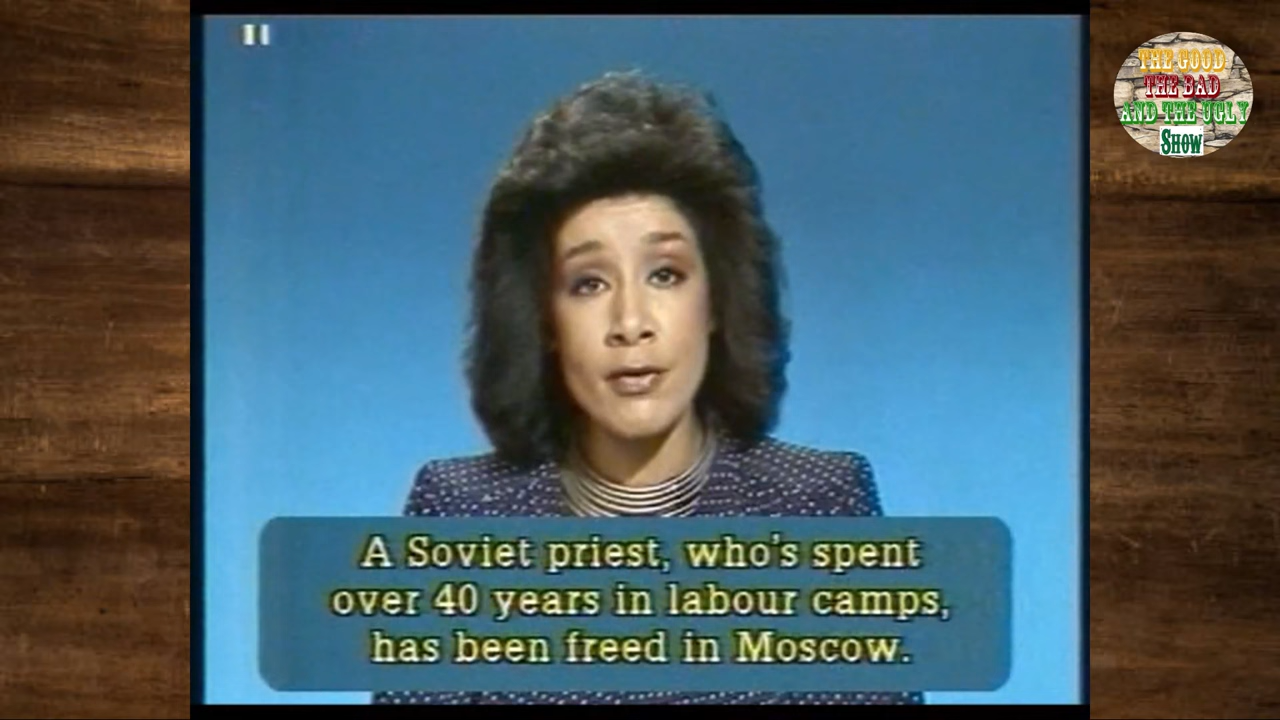 THE GOOD
THE BAD
AND THE UGLY
SHOW
A Soviet priest, who's spent
over 40 years in labour camps,
has been freed in Moscow.